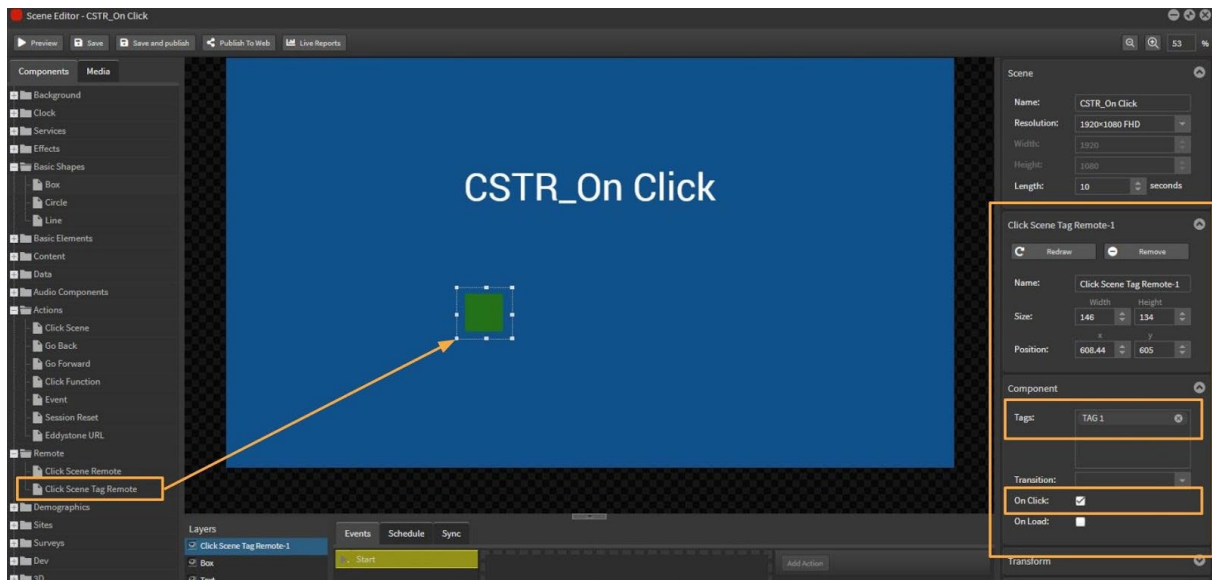 Scene Editor - CSTR_On Click
Preview Save Save and publish Publish To Web Live Reports 53 %
Components Media
Background
Clock
Services
Effects
Basic Shapes
Box
Circle
Line
Basic Elements
Content
Data
Audio Components
Actions
Click Scene
Go Back
Go Forward
Click Function
Event
Session Reset
Eddystone URL
Remote
Click Scene Remote
Click Scene Tag Remote
Demographics
Sites
Surveys
Dev
3D
CSTR_On Click
Layers
Click Scene Tag Remote-1
Box
Text
Events Schedule Sync
Start
Add Action
Scene
Name: CSTR_On Click
Resolution: 1920×1080 FHD
Width: 1920
Height: 1080
Length: 10 seconds
Click Scene Tag Remote-1
Redraw Remove
Name: Click Scene Tag Remote-1
Width Height
Size: 146 134
x y
Position: 608.44 605
Component
Tags: TAG 1
Transition:
On Click:
On Load:
Transform